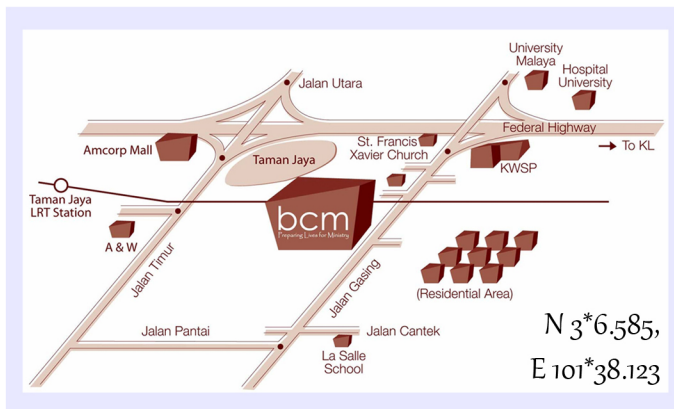 University
Malaya
Hospital
University
Jalan Utara
Federal Highway
To KL
St. Francis
Xavier Church
Amcorp Mall
Taman Jaya
KWSP
Taman Jaya
LRT Station
bcm
Preparing Lives for Ministry
A & W
Jalan Timur
Jalan Gasing
(Residential Area)
Jalan Pantai
Jalan Cantek
La Salle
School
N 3*6.585,
E 101*38.123